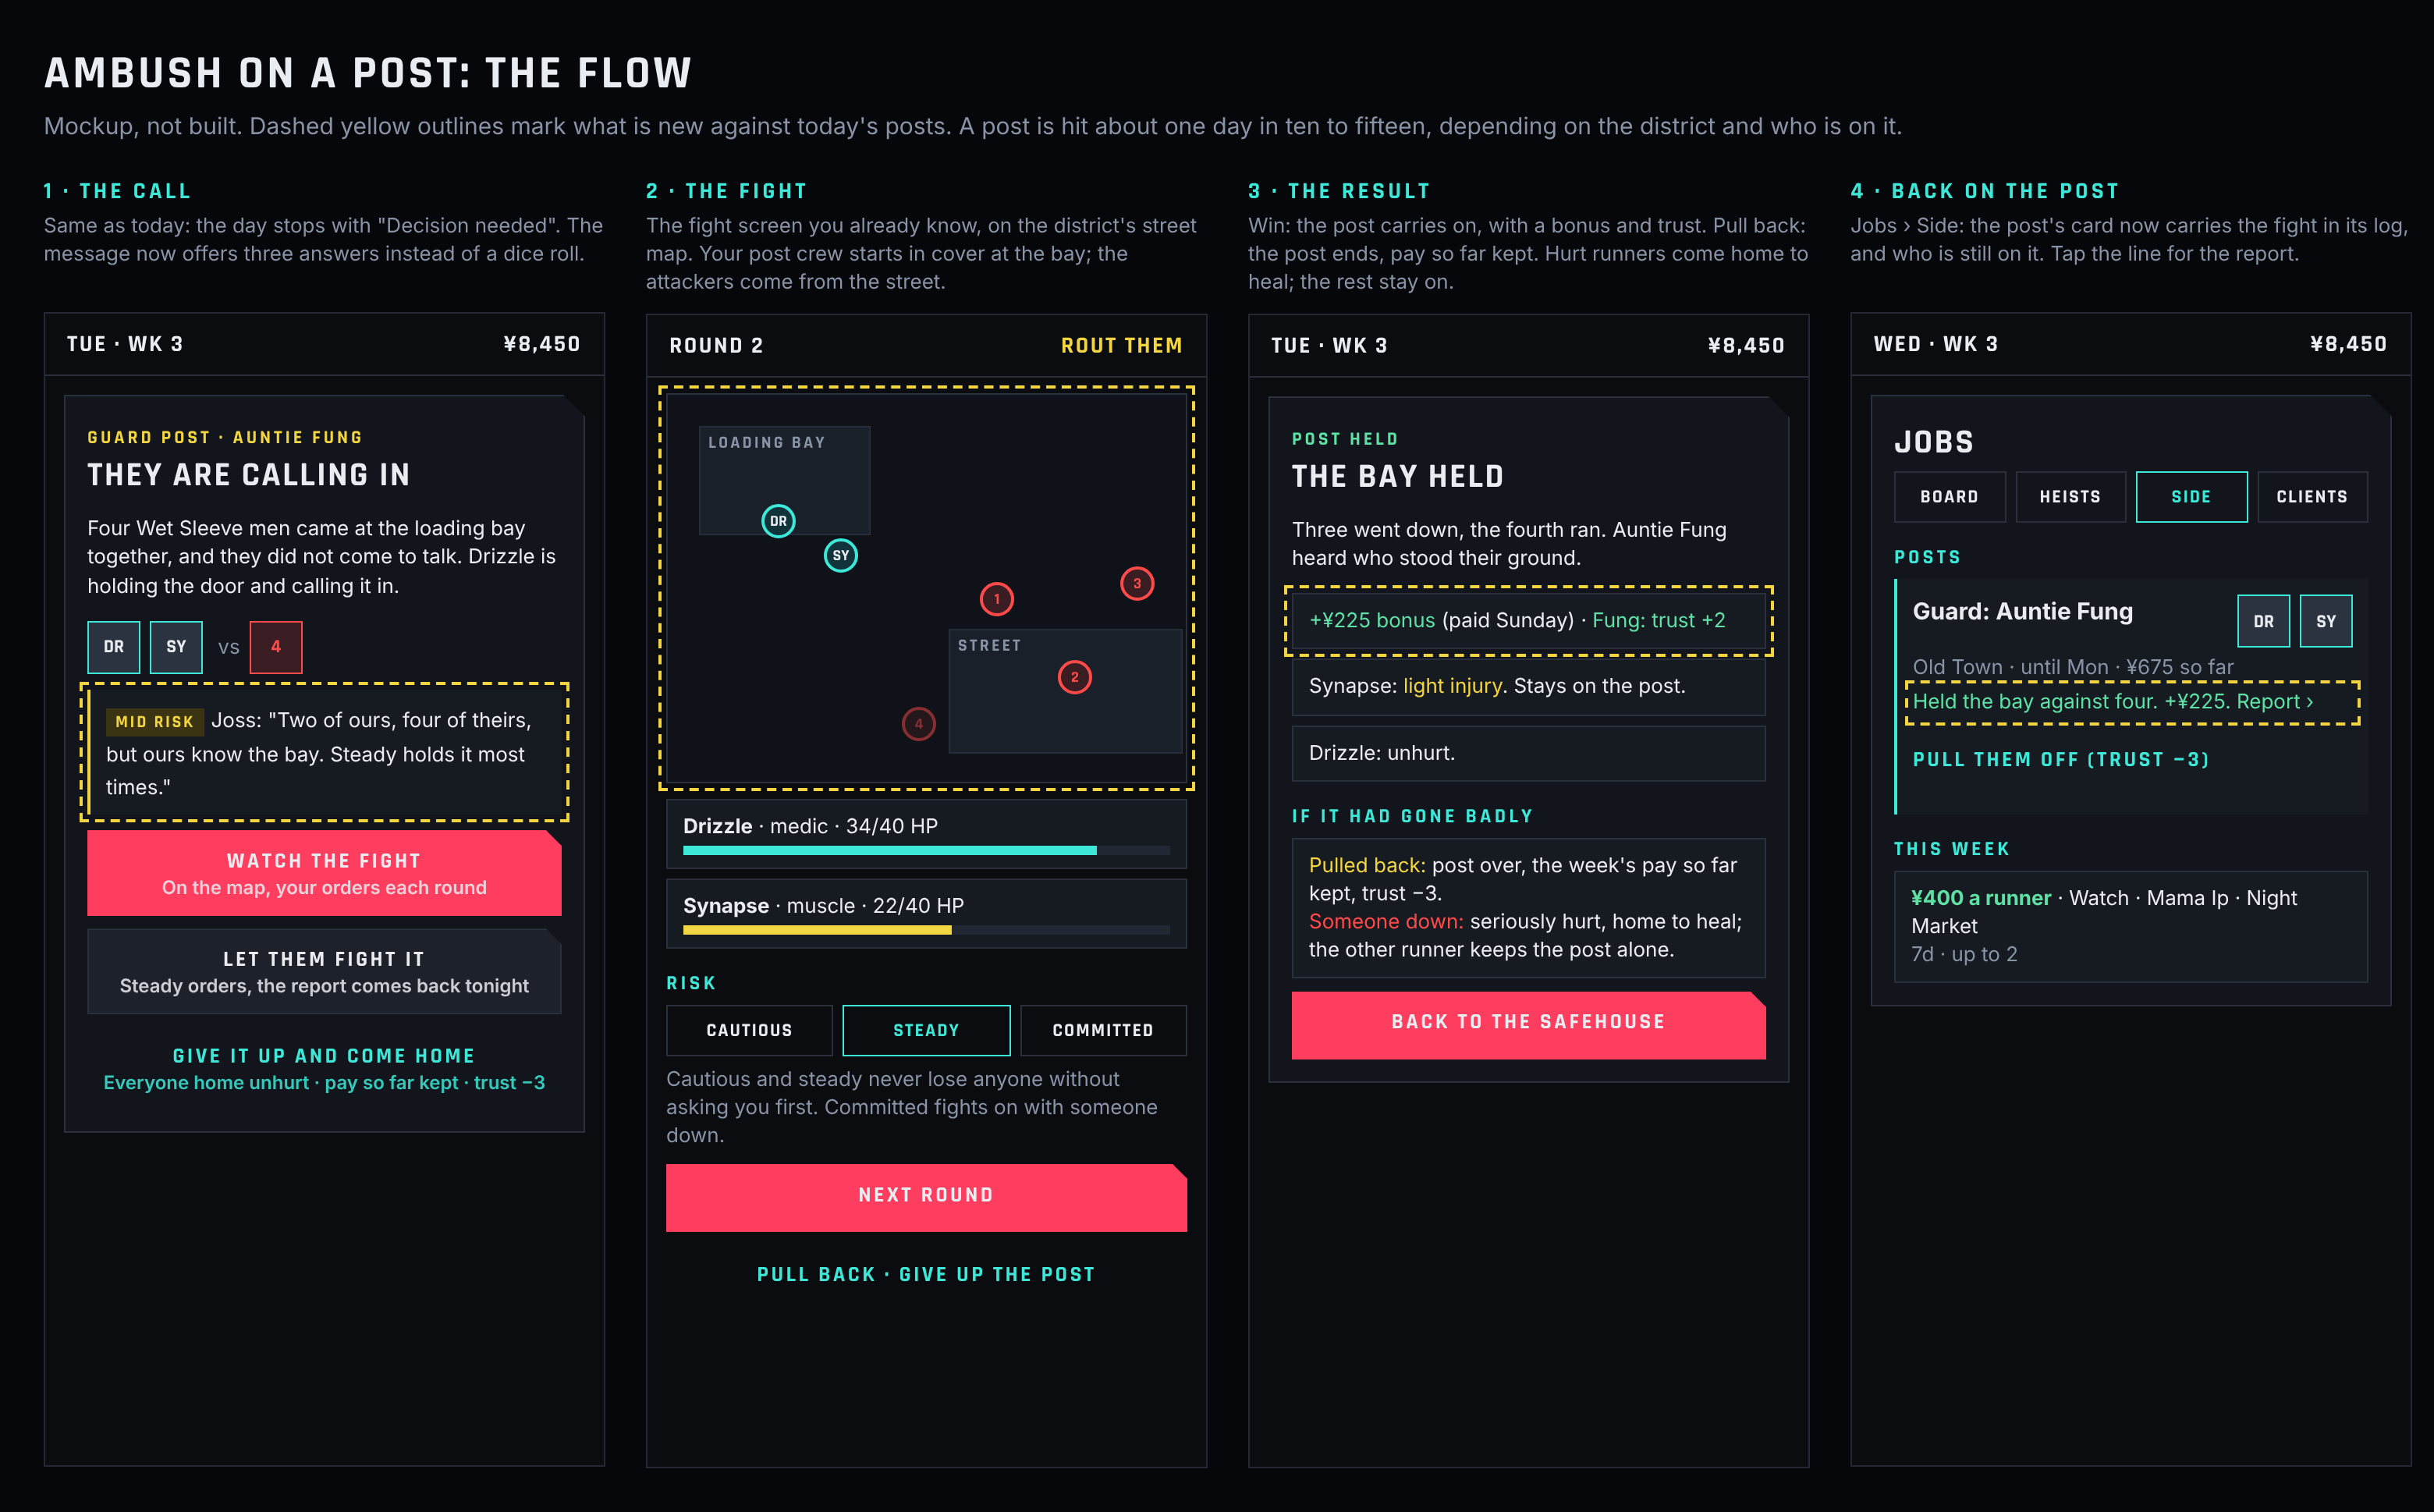 AMBUSH ON A POST: THE FLOW
Mockup, not built. Dashed yellow outlines mark what is new against today's posts. A post is hit about one day in ten to fifteen, depending on the district and who is on it.
1 · THE CALL
Same as today: the day stops with "Decision needed". The
message now offers three answers instead of a dice roll.
TUE · WK 3
¥8,450
GUARD POST · AUNTIE FUNG
THEY ARE CALLING IN
Four Wet Sleeve men came at the loading bay
together, and they did not come to talk. Drizzle is
holding the door and calling it in.
DR SY vs 4
MID RISK Joss: "Two of ours, four of theirs,
but ours know the bay. Steady holds it most
times."
WATCH THE FIGHT
On the map, your orders each round
LET THEM FIGHT IT
Steady orders, the report comes back tonight
GIVE IT UP AND COME HOME
Everyone home unhurt · pay so far kept · trust −3
2 · THE FIGHT
The fight screen you already know, on the district's street
map. Your post crew starts in cover at the bay; the
attackers come from the street.
ROUND 2
ROUT THEM
LOADING BAY
DR
SY
3
1
STREET
2
4
Drizzle · medic · 34/40 HP
Synapse · muscle · 22/40 HP
RISK
CAUTIOUS STEADY COMMITTED
Cautious and steady never lose anyone without
asking you first. Committed fights on with someone
down.
NEXT ROUND
PULL BACK · GIVE UP THE POST
3 · THE RESULT
Win: the post carries on, with a bonus and trust. Pull back:
the post ends, pay so far kept. Hurt runners come home to
heal; the rest stay on.
TUE · WK 3
¥8,450
POST HELD
THE BAY HELD
Three went down, the fourth ran. Auntie Fung
heard who stood their ground.
+¥225 bonus (paid Sunday) · Fung: trust +2
Synapse: light injury. Stays on the post.
Drizzle: unhurt.
IF IT HAD GONE BADLY
Pulled back: post over, the week's pay so far
kept, trust −3.
Someone down: seriously hurt, home to heal;
the other runner keeps the post alone.
BACK TO THE SAFEHOUSE
4 · BACK ON THE POST
Jobs › Side: the post's card now carries the fight in its log,
and who is still on it. Tap the line for the report.
WED · WK 3
¥8,450
JOBS
BOARD HEISTS SIDE CLIENTS
POSTS
Guard: Auntie Fung
DR SY
Old Town · until Mon · ¥675 so far
Held the bay against four. +¥225. Report ›
PULL THEM OFF (TRUST −3)
THIS WEEK
¥400 a runner · Watch · Mama Ip · Night
Market
7d · up to 2